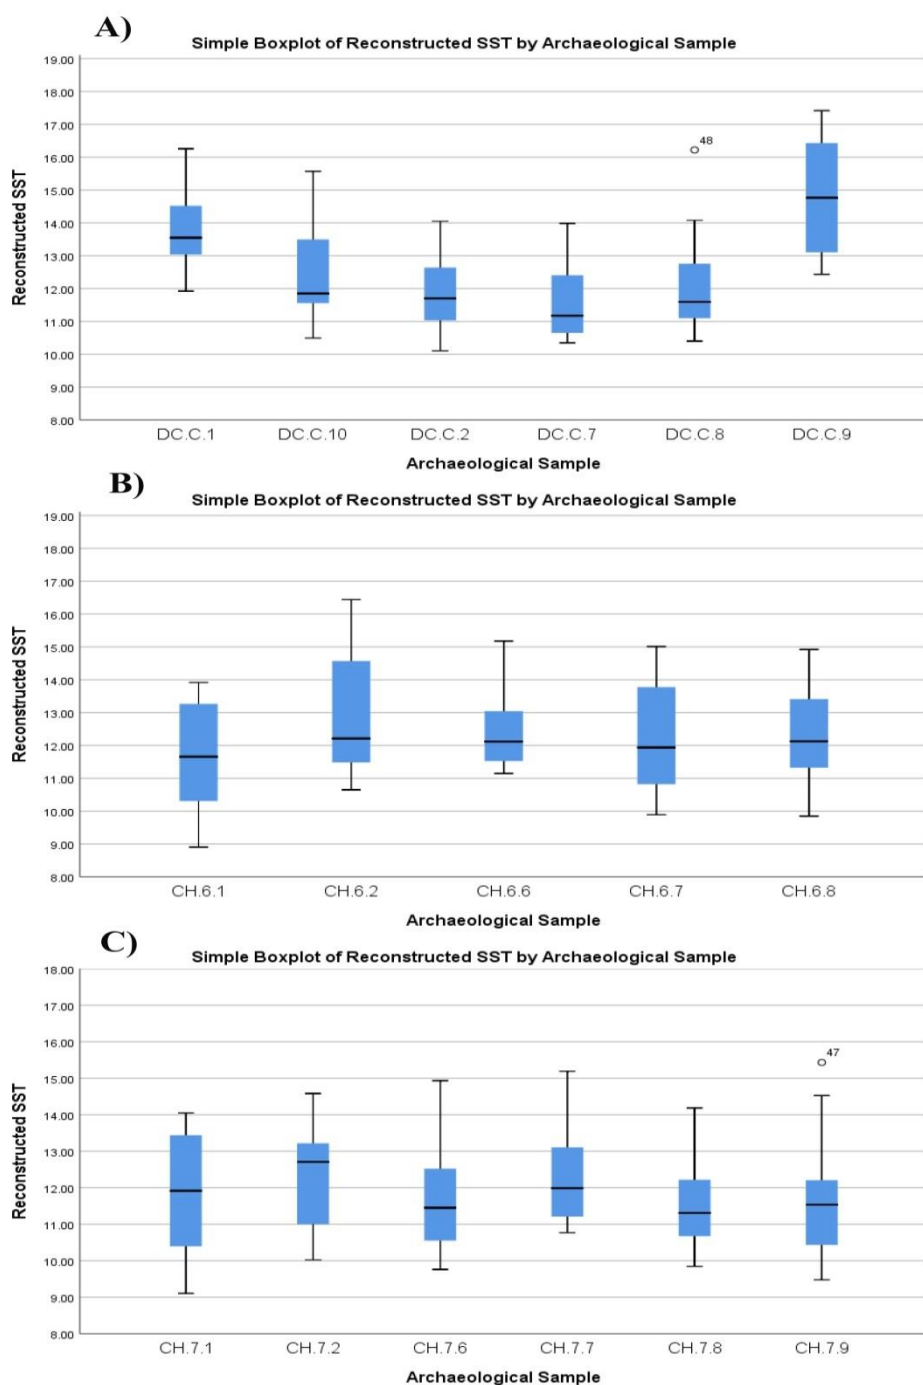 A)
Simple Boxplot of Reconstructed SST by Archaeological Sample
19.00
18.00
17.00
16.00
15.00
14.00
13.00
12.00
11.00
10.00
9.00
8.00
Reconstructed SST
48
DC.C.1 DC.C.10 DC.C.2 DC.C.7 DC.C.8 DC.C.9
Archaeological Sample
B)
Simple Boxplot of Reconstructed SST by Archaeological Sample
19.00
18.00
17.00
16.00
15.00
14.00
13.00
12.00
11.00
10.00
9.00
8.00
Reconstructed SST
CH.6.1 CH.6.2 CH.6.6 CH.6.7 CH.6.8
Archaeological Sample
C)
Simple Boxplot of Reconstructed SST by Archaeological Sample
18.00
17.00
16.00
15.00
14.00
13.00
12.00
11.00
10.00
9.00
8.00
Reconstructed SST
47
CH.7.1 CH.7.2 CH.7.6 CH.7.7 CH.7.8 CH.7.9
Archaeological Sample